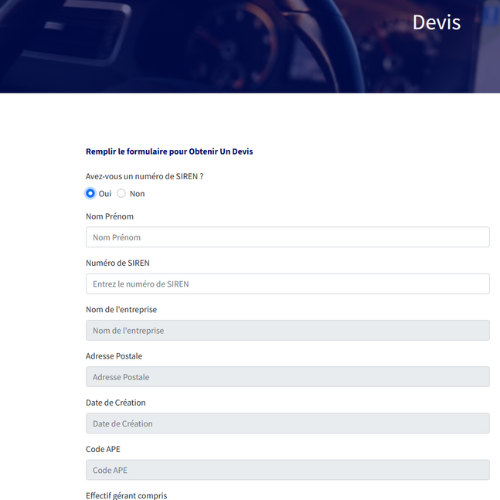 Devis
Remplir le formulaire pour Obtenir Un Devis
Avez-vous un numéro de SIREN ?
Oui Non
Nom Prénom
Nom Prénom
Numéro de SIREN
Entrez le numéro de SIREN
Nom de l'entreprise
Nom de l'entreprise
Adresse Postale
Adresse Postale
Date de Création
Date de Création
Code APE
Code APE
Effectif gérant compris